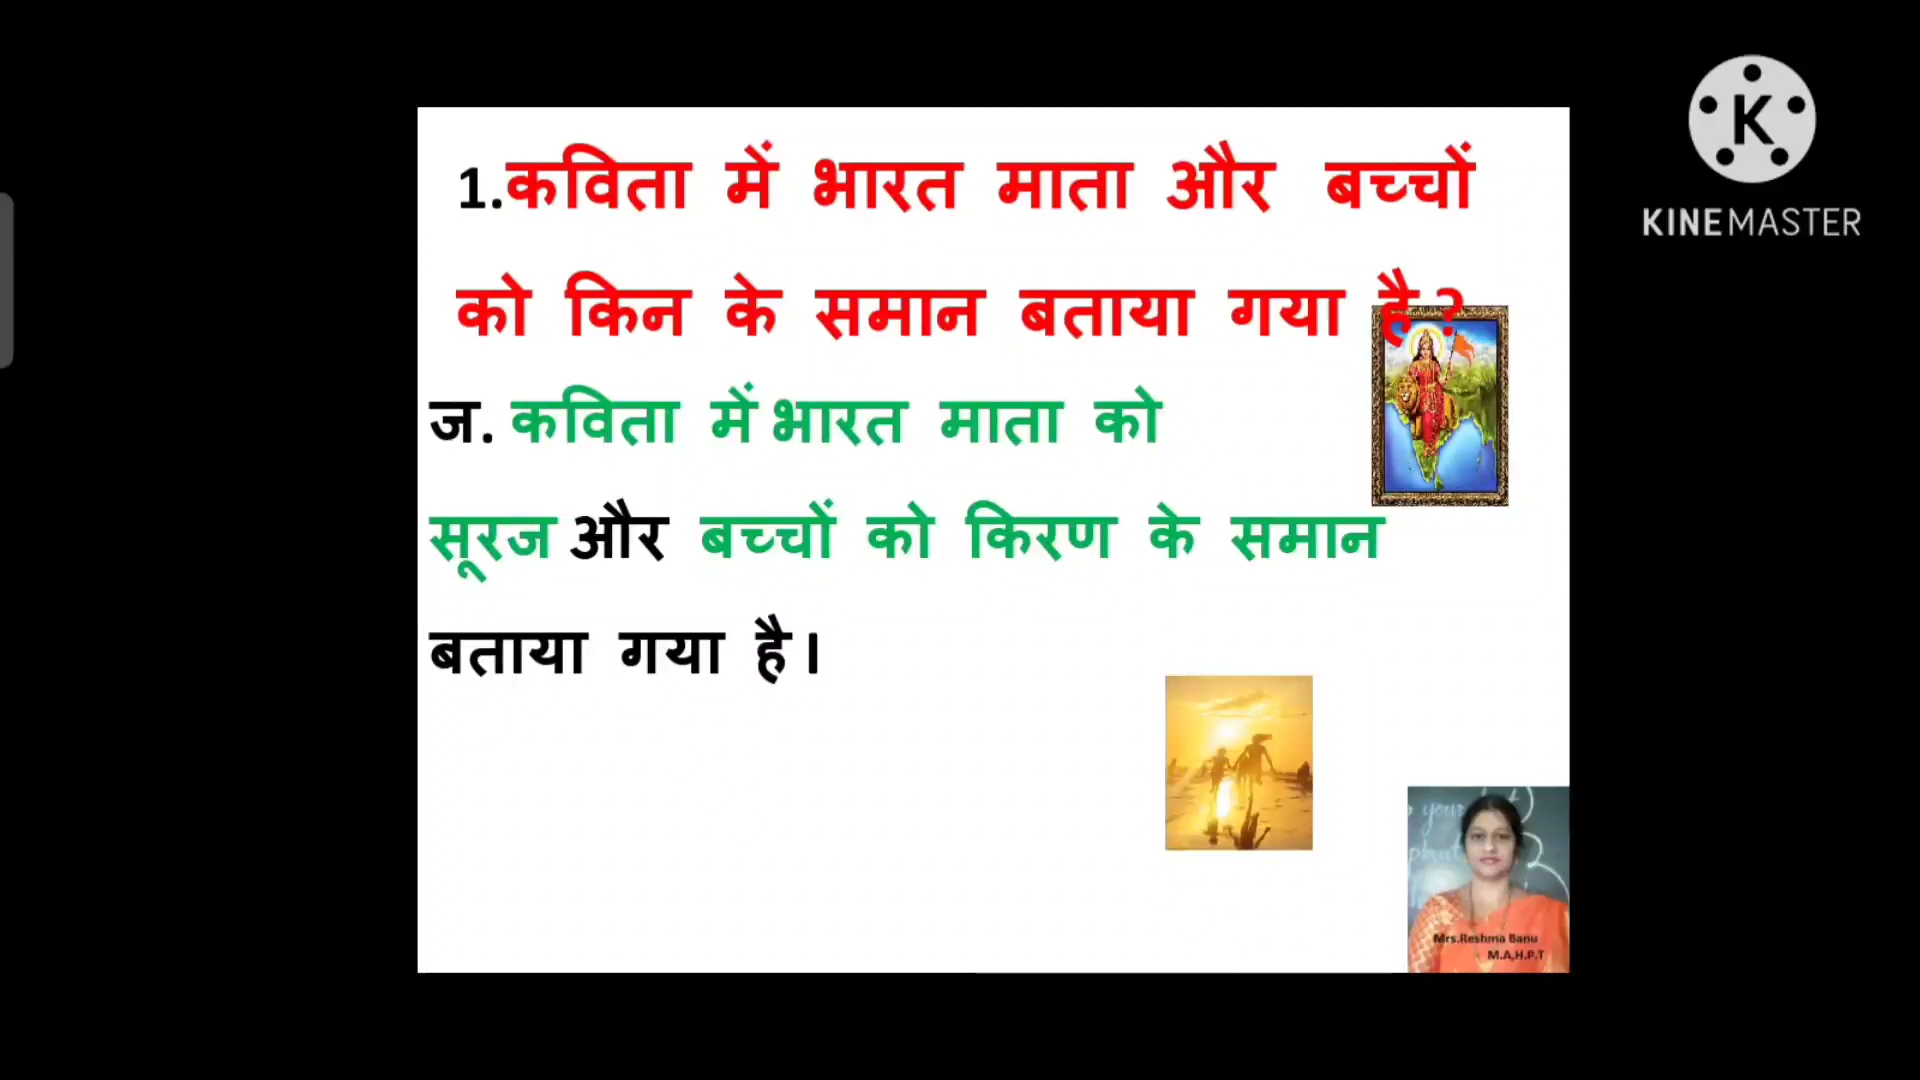 1.कविता में भारत माता और बच्चों
को किन के समान बताया गया है?
ज. कविता में भारत माता को
सूरज और बच्चों को किरण के समान
बताया गया है।
K
KINEMASTER
Mrs.Reshma Banu
M.A,H.P.T